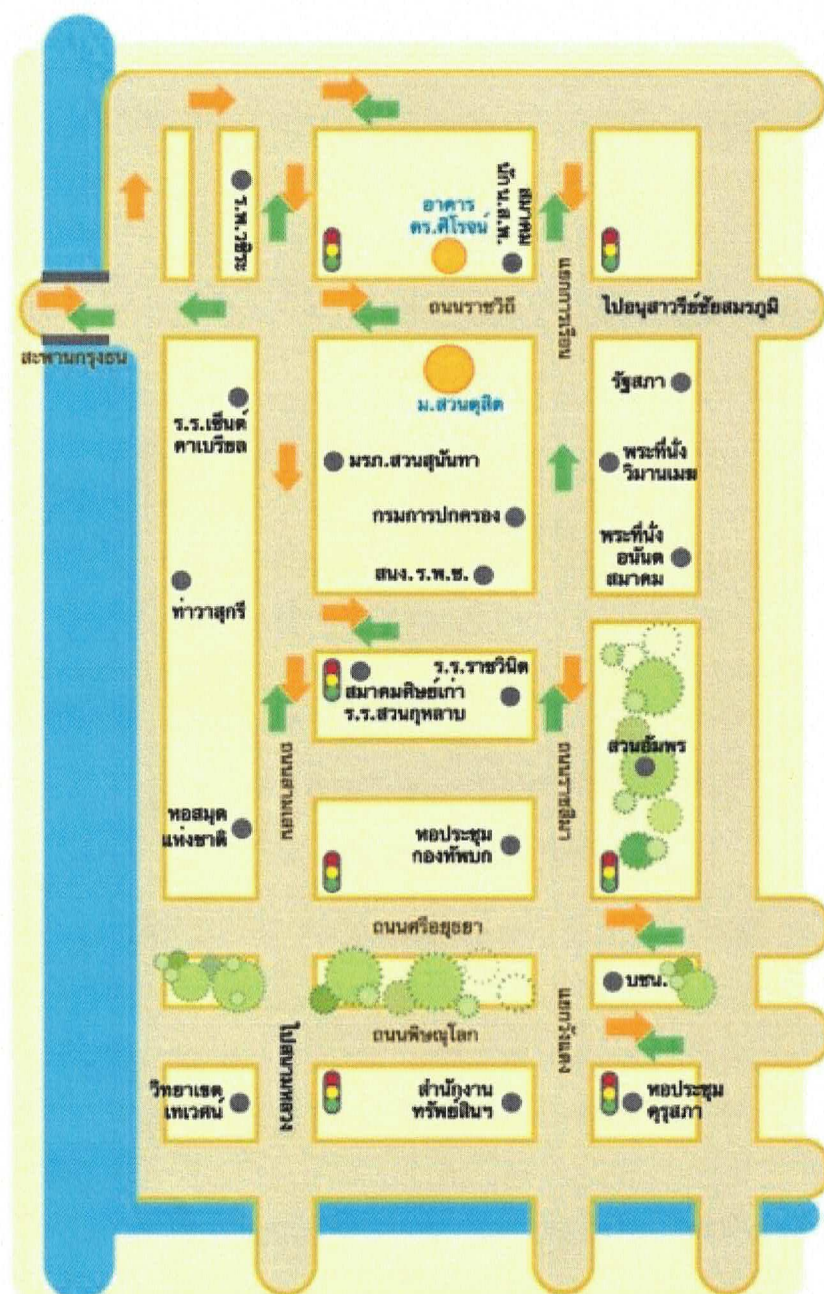 ร.พ.วชิระ
อาคาร
ดร.ศิโรจน์
สมาคม
นัก น.ส.พ.
แยกการเรือน
ถนนราชวิถี
ไปอนุสาวรีย์ชัยสมรภูมิ
สะพานกรุงธน
ม.สวนดุสิต
รัฐสภา
ร.ร.เซ็นต์
คาเบรียล
มรภ.สวนสุนันทา
พระที่นั่ง
วิมานเมฆ
กรมการปกครอง
พระที่นั่ง
อนันต
สมาคม
สนง.ร.พ.ช.
ท่าวาสุกรี
ร.ร.ราชวินิต
สมาคมศิษย์เก่า
ร.ร.สวนกุหลาบ
ถนนสามเสน
ถนนราชสีมา
สวนอัมพร
หอสมุด
แห่งชาติ
หอประชุม
กองทัพบก
ถนนศรีอยุธยา
บชน.
แยกวังแดง
ถนนพิษณุโลก
ไปสนามหลวง
วิทยาเขต
เทเวศน์
สำนักงาน
ทรัพย์สินฯ
หอประชุม
คุรุสภา